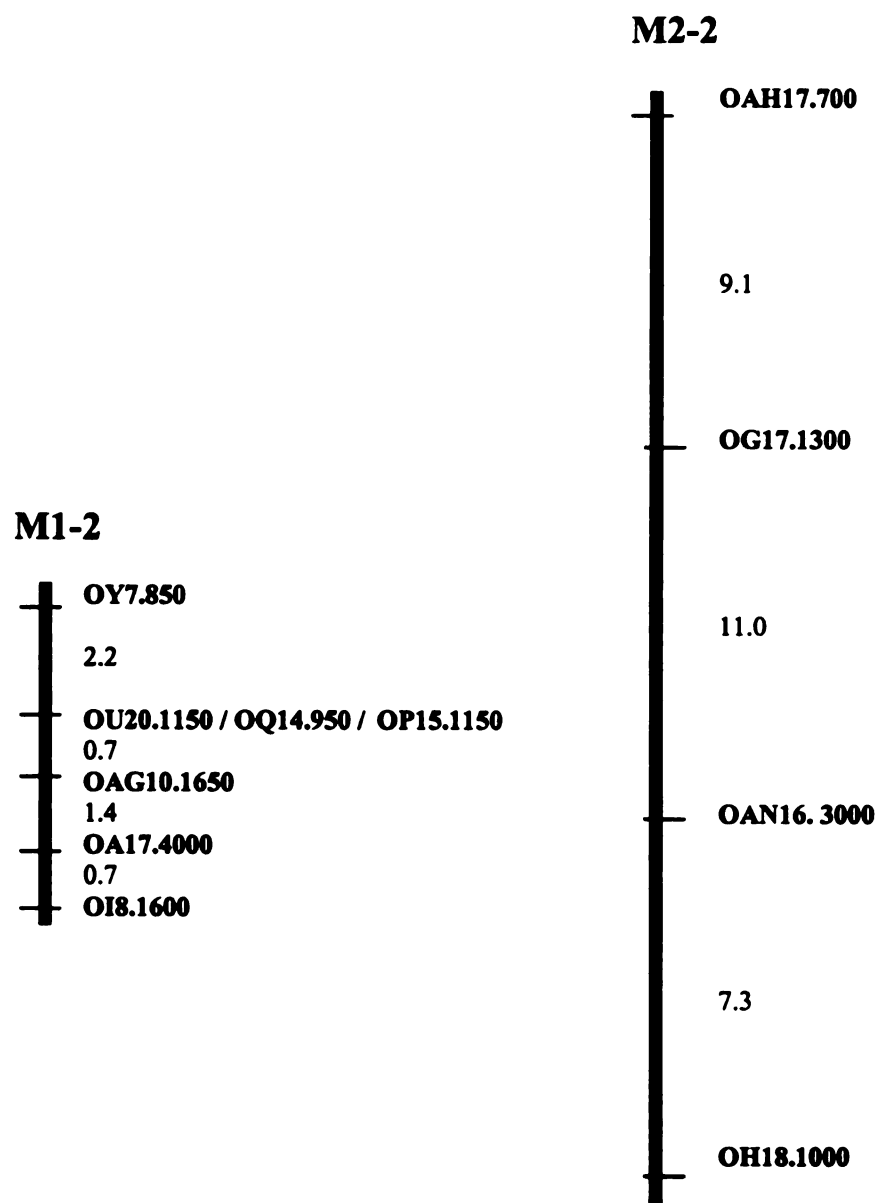 M2-2
OAH17.700
9.1
OG17.1300
11.0
OAN16. 3000
7.3
OH18.1000
M1-2
OY7.850
2.2
OU20.1150 / OQ14.950 / OP15.1150
0.7
OAG10.1650
1.4
OA17.4000
0.7
OI8.1600